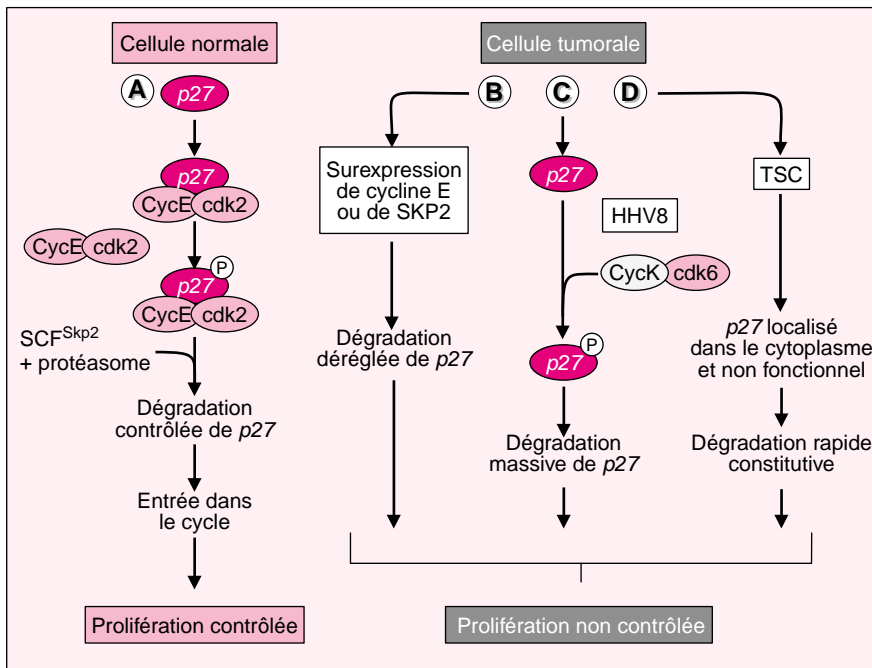 Cellule normale
A
p27
p27
CycE cdk2
CycE cdk2
P
p27
CycE cdk2
SCFSkp2
+ protéasome
Dégradation
contrôlée de p27
Entrée dans
le cycle
Prolifération contrôlée
Cellule tumorale
B
C
D
Surexpression
de cycline E
ou de SKP2
Dégradation
déréglée de p27
p27
HHV8
CycK cdk6
P
p27
Dégradation
massive de p27
TSC
p27 localisé
dans le cytoplasme
et non fonctionnel
Dégradation rapide
constitutive
Prolifération non contrôlée